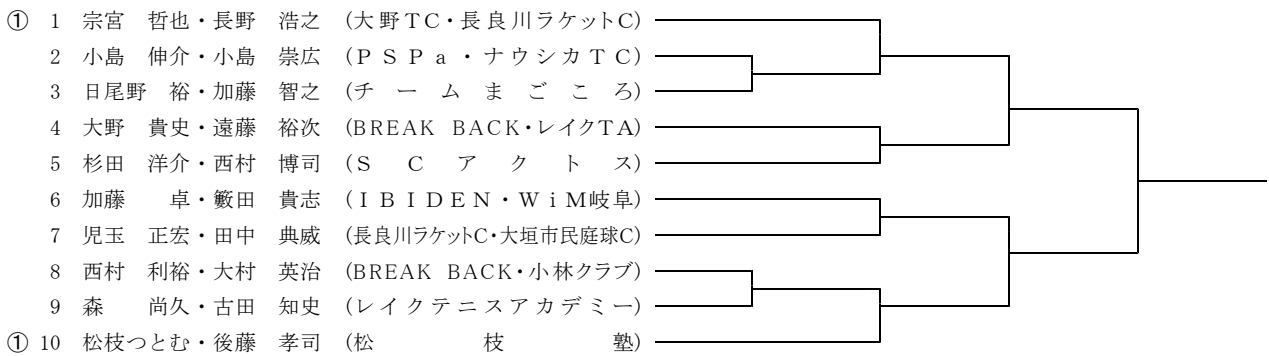 ① 1 宗宮 哲也・長野 浩之 (大野TC・長良川ラケットC)
2 小島 伸介・小島 崇広 (PSPa・ナウシカTC)
3 日尾野 裕・加藤 智之 (チームまごころ)
4 大野 貴史・遠藤 裕次 (BREAK BACK・レイクTA)
5 杉田 洋介・西村 博司 (SCアクトス)
6 加藤 卓・籔田 貴志 (IBIDEN・WiM岐阜)
7 児玉 正宏・田中 典威 (長良川ラケットC・大垣市民庭球C)
8 西村 利裕・大村 英治 (BREAK BACK・小林クラブ)
9 森 尚久・古田 知史 (レイクテニスアカデミー)
① 10 松枝つとむ・後藤 孝司 (松枝塾)